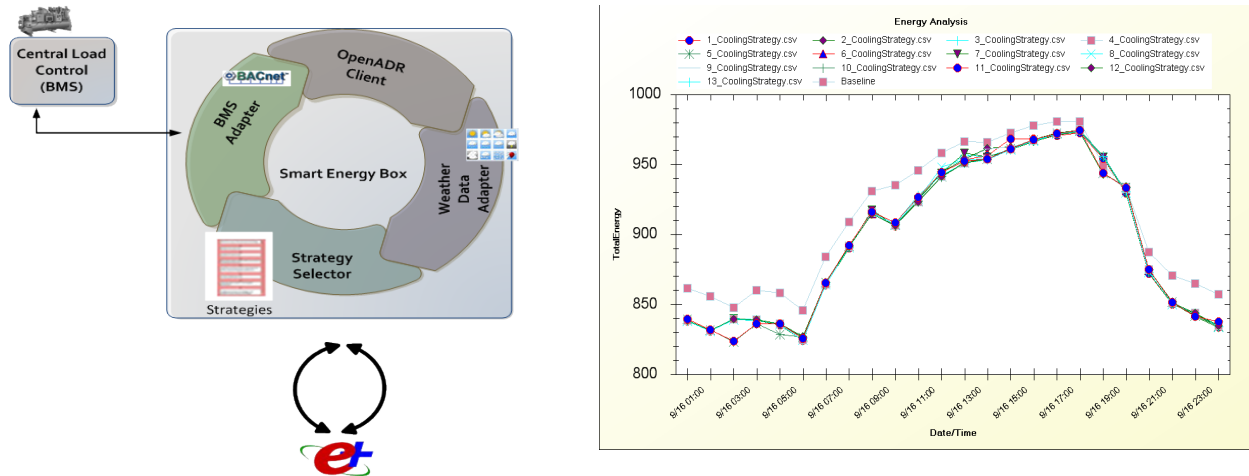 Central Load
Control
(BMS)
OpenADR
Client
BACnet
BMS
Adapter
Smart Energy Box
Weather
Data
Adapter
Strategy
Selector
Strategies
e+
Energy Analysis
1_CoolingStrategy.csv
2_CoolingStrategy.csv
3_CoolingStrategy.csv
4_CoolingStrategy.csv
5_CoolingStrategy.csv
6_CoolingStrategy.csv
7_CoolingStrategy.csv
8_CoolingStrategy.csv
9_CoolingStrategy.csv
10_CoolingStrategy.csv
11_CoolingStrategy.csv
12_CoolingStrategy.csv
13_CoolingStrategy.csv
Baseline
1000
950
900
850
800
TotalEnergy
9/16 01:00
9/16 03:00
9/16 05:00
9/16 07:00
9/16 09:00
9/16 11:00
9/16 13:00
9/16 15:00
9/16 17:00
9/16 19:00
9/16 21:00
9/16 23:00
Date/Time